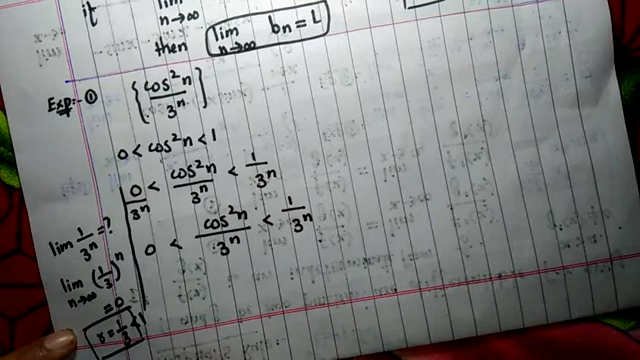 it lim n→∞
then lim n→∞ bn = L
Exp:- ① {cos²n / 3ⁿ}
0 < cos²n < 1
0/3ⁿ < cos²n/3ⁿ < 1/3ⁿ
0 < cos²n/3ⁿ < 1/3ⁿ
lim 1/3ⁿ = ?
lim n→∞ (1/3)ⁿ
= 0